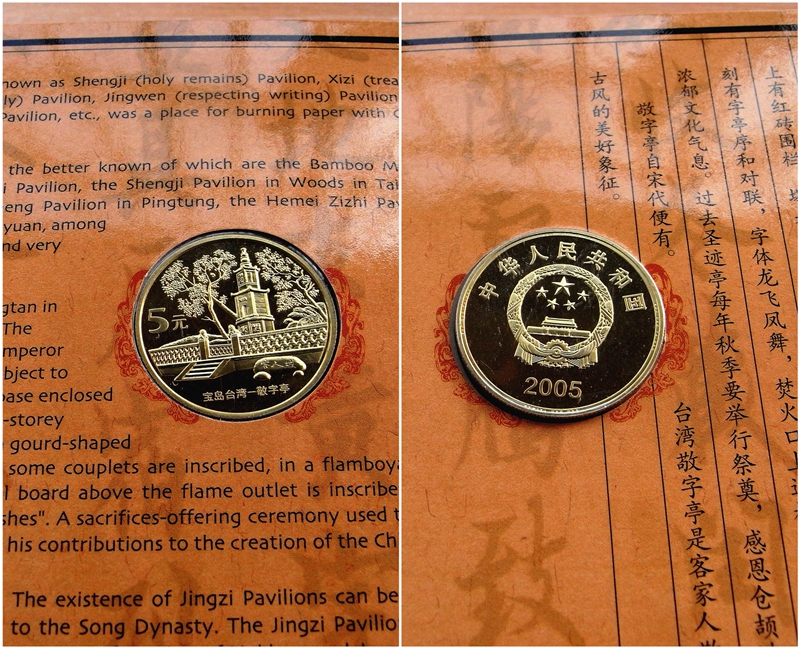 nown as Shengji (holy remains) Pavilion, Xizi (trea
ly) Pavilion, Jingwen (respecting writing) Pavilion
Pavilion, etc., was a place for burning paper with
the better known of which are the Bamboo M
i Pavilion, the Shengji Pavilion in Woods in Tai
eng Pavilion in Pingtung, the Hemei Zizhi Pav
yuan, among
nd very
gtan in
The
mperor
bject to
base enclosed
-storey
gourd-shaped
some couplets are inscribed, in a flamboya
l board above the flame outlet is inscribe
shes". A sacrifices-offering ceremony used t
his contributions to the creation of the Ch
The existence of Jingzi Pavilions can be
to the Song Dynasty. The Jingzi Pavilio
5元
宝岛台湾—敬字亭
上有红砖围栏
焚火口上
刻有字亭序和对联，字体龙飞凤舞，
感恩仓颉
浓郁文化气息。过去圣迹亭每年秋季要举行祭奠，
敬字亭自宋代便有。
台湾敬字亭是客家人
古风的美好象征。
中华人民共和国
2005